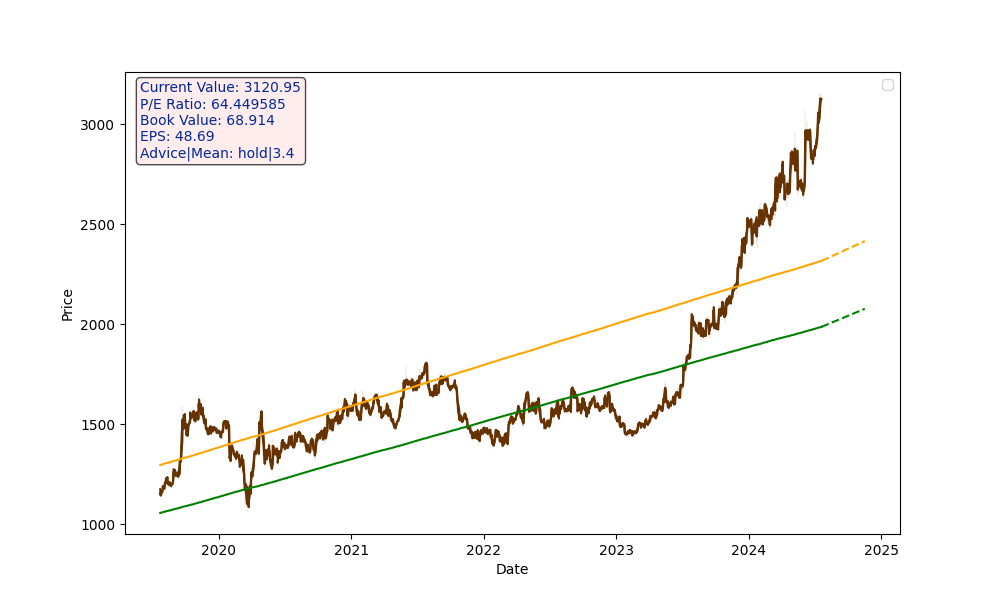 Current Value: 3120.95
P/E Ratio: 64.449585
Book Value: 68.914
EPS: 48.69
Advice|Mean: hold|3.4
3000
2500
2000
1500
1000
Price
2020 2021 2022 2023 2024 2025
Date